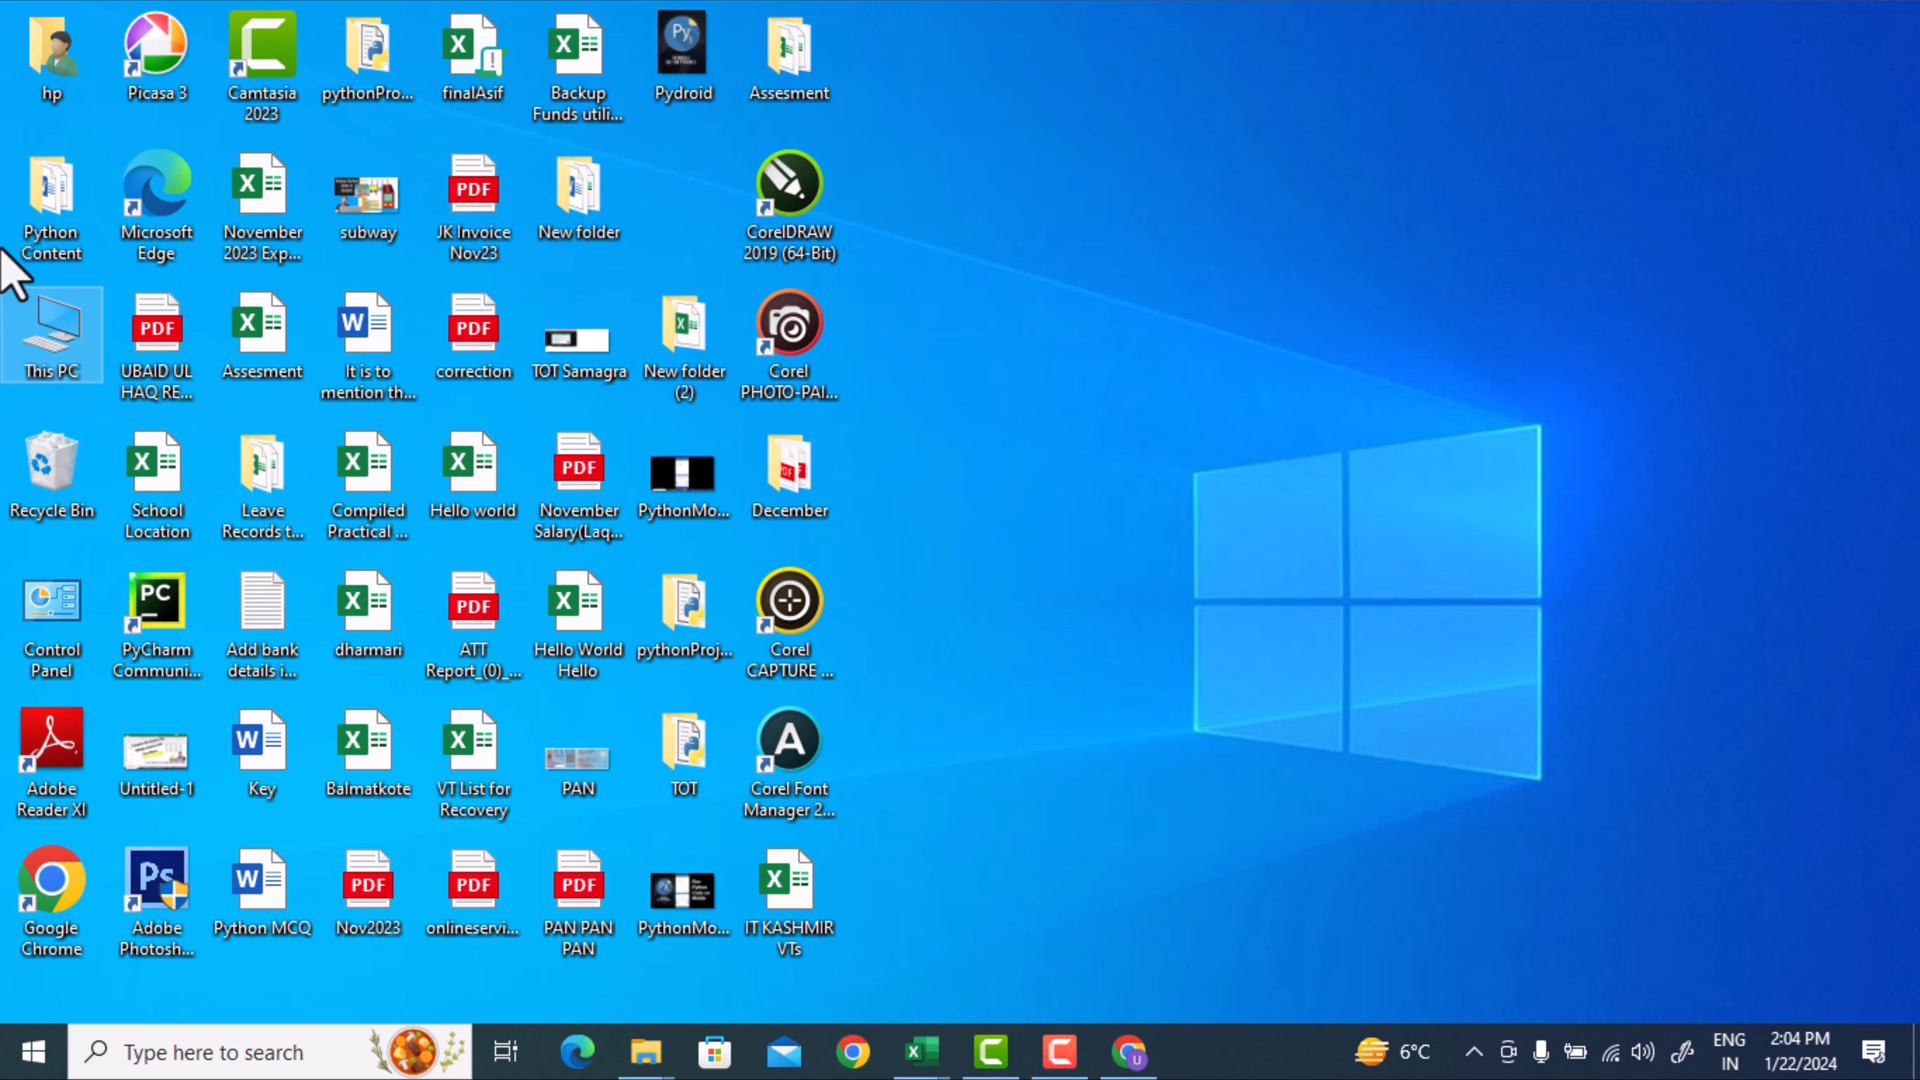 hp
Picasa 3
Camtasia
2023
pythonPro...
finalAsif
Backup
Funds utili...
Pydroid
Assesment
Python
Content
Microsoft
Edge
November
2023 Exp...
subway
JK Invoice
Nov23
New folder
CorelDRAW
2019 (64-Bit)
This PC
UBAID UL
HAQ RE...
Assesment
It is to
mention th...
correction
TOT Samagra
New folder
(2)
Corel
PHOTO-PAI...
Recycle Bin
School
Location
Leave
Records t...
Compiled
Practical ...
Hello world
November
Salary(Laq...
PythonMo...
December
Control
Panel
PyCharm
Communi...
Add bank
details i...
dharmari
ATT
Report_(0)_...
Hello World
Hello
pythonProj...
Corel
CAPTURE ...
Adobe
Reader XI
Untitled-1
Key
Balmatkote
VT List for
Recovery
PAN
TOT
Corel Font
Manager 2...
Google
Chrome
Adobe
Photosh...
Python MCQ
Nov2023
onlineservi...
PAN PAN
PAN
PythonMo...
IT KASHMIR
VTs
Type here to search
6°C
ENG
IN
2:04 PM
1/22/2024